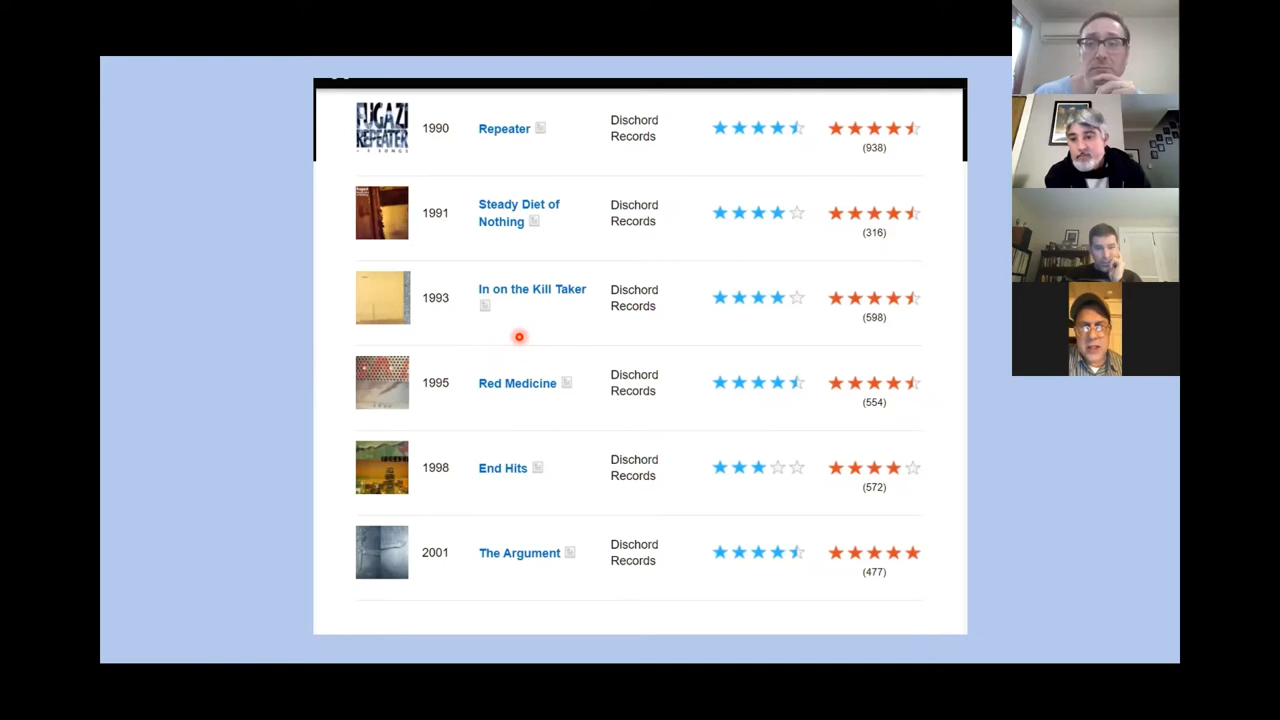 FUGAZI
REPEATER
+ 3 SONGS
1990
Repeater
Dischord
Records
(938)
1991
Steady Diet of
Nothing
Dischord
Records
(316)
1993
In on the Kill Taker
Dischord
Records
(598)
1995
Red Medicine
Dischord
Records
(554)
1998
End Hits
Dischord
Records
(572)
2001
The Argument
Dischord
Records
(477)